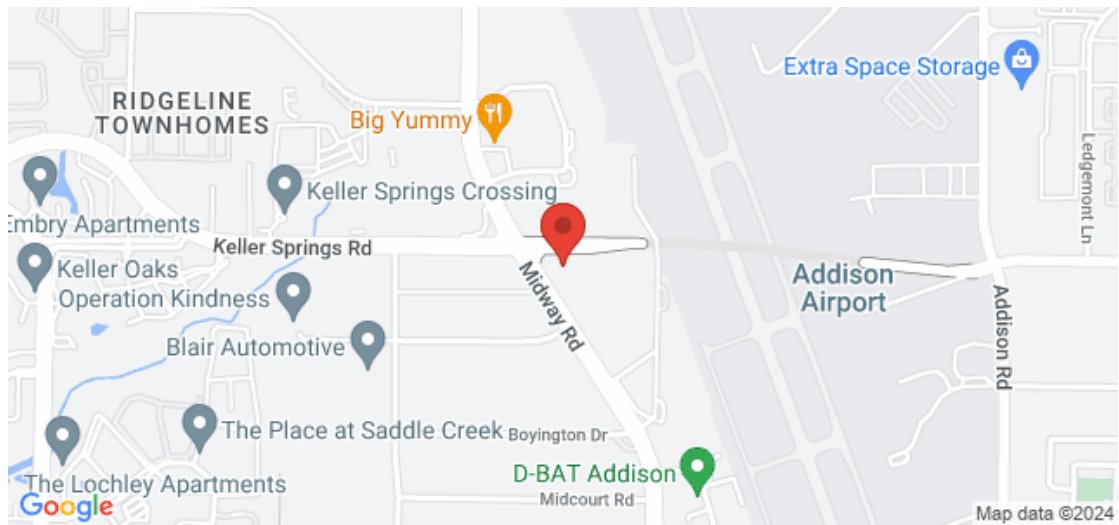 Extra Space Storage
RIDGELINE
TOWNHOMES
Big Yummy
Ledgemont Ln
Keller Springs Crossing
Embry Apartments
Keller Springs Rd
Keller Oaks
Operation Kindness
Midway Rd
Addison
Airport
Addison Rd
Blair Automotive
The Place at Saddle Creek
Boyington Dr
D-BAT Addison
The Lochley Apartments
Midcourt Rd
Google
Map data ©2024